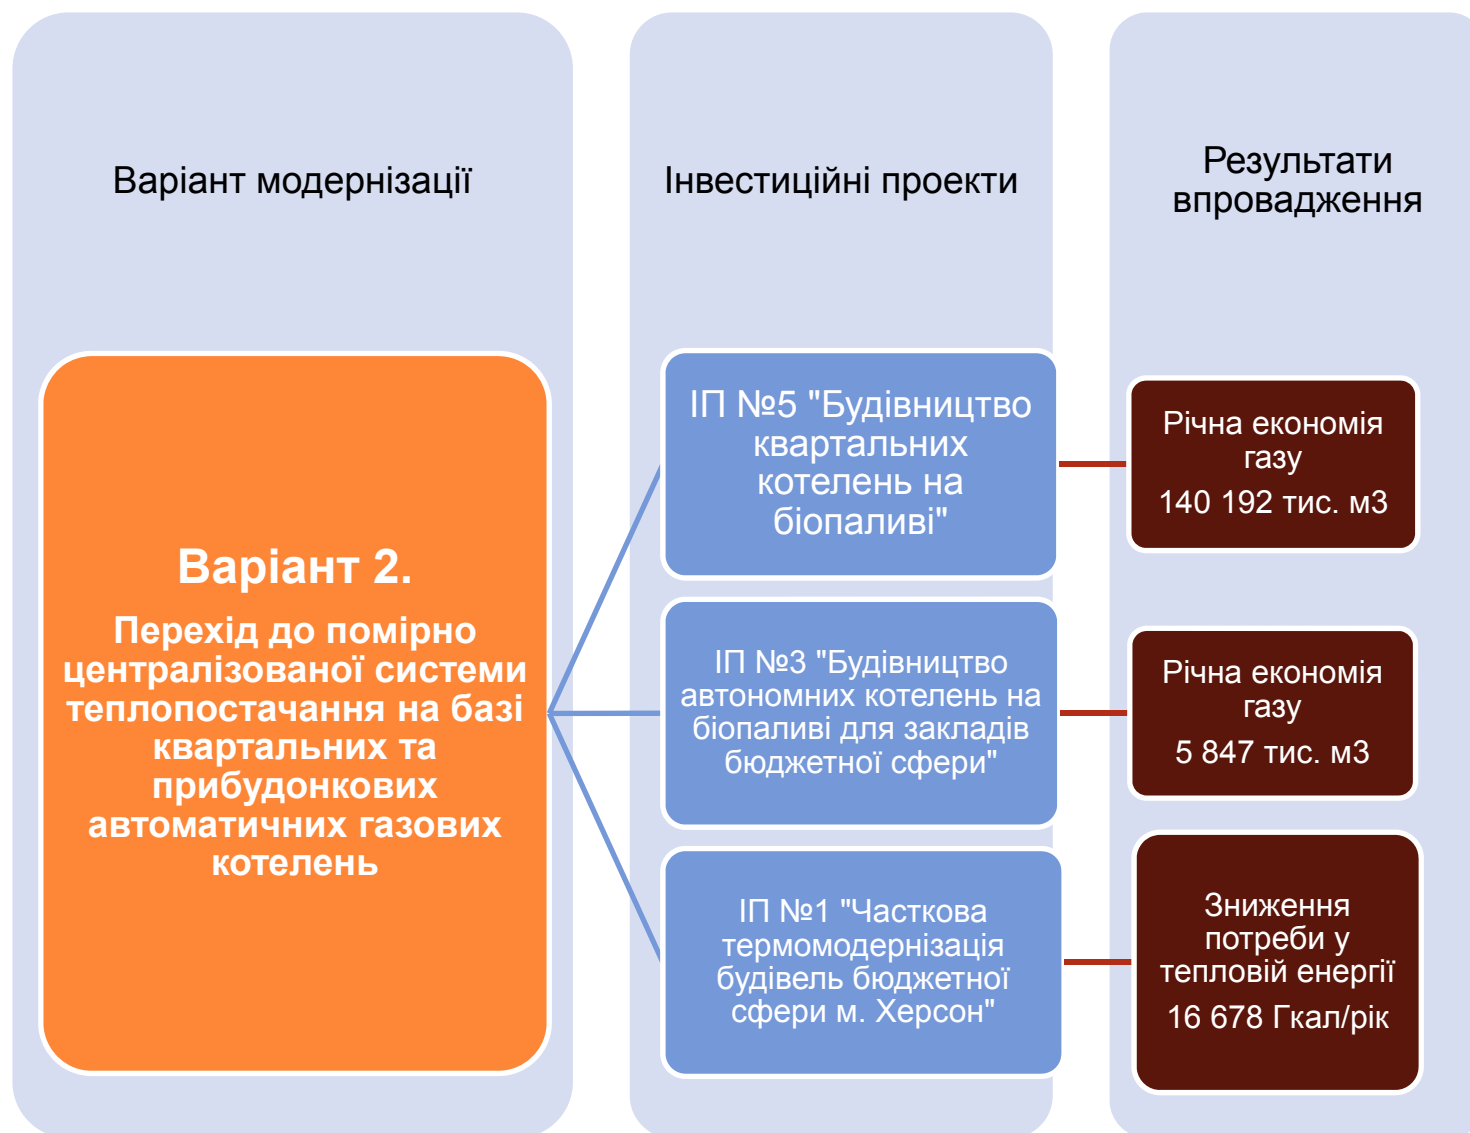 Варіант модернізації
Інвестиційні проекти
Результати
впровадження
Варіант 2.
Перехід до помірно
централізованої системи
теплопостачання на базі
квартальних та
прибудонкових
автоматичних газових
котелень
ІП №5 "Будівництво
квартальних
котелень на
біопаливі"
Річна економія
газу
140 192 тис. м3
ІП №3 "Будівництво
автономних котелень на
біопаливі для закладів
бюджетної сфери"
Річна економія
газу
5 847 тис. м3
ІП №1 "Часткова
термомодернізація
будівель бюджетної
сфери м. Херсон"
Зниження
потреби у
тепловій енергії
16 678 Гкал/рік